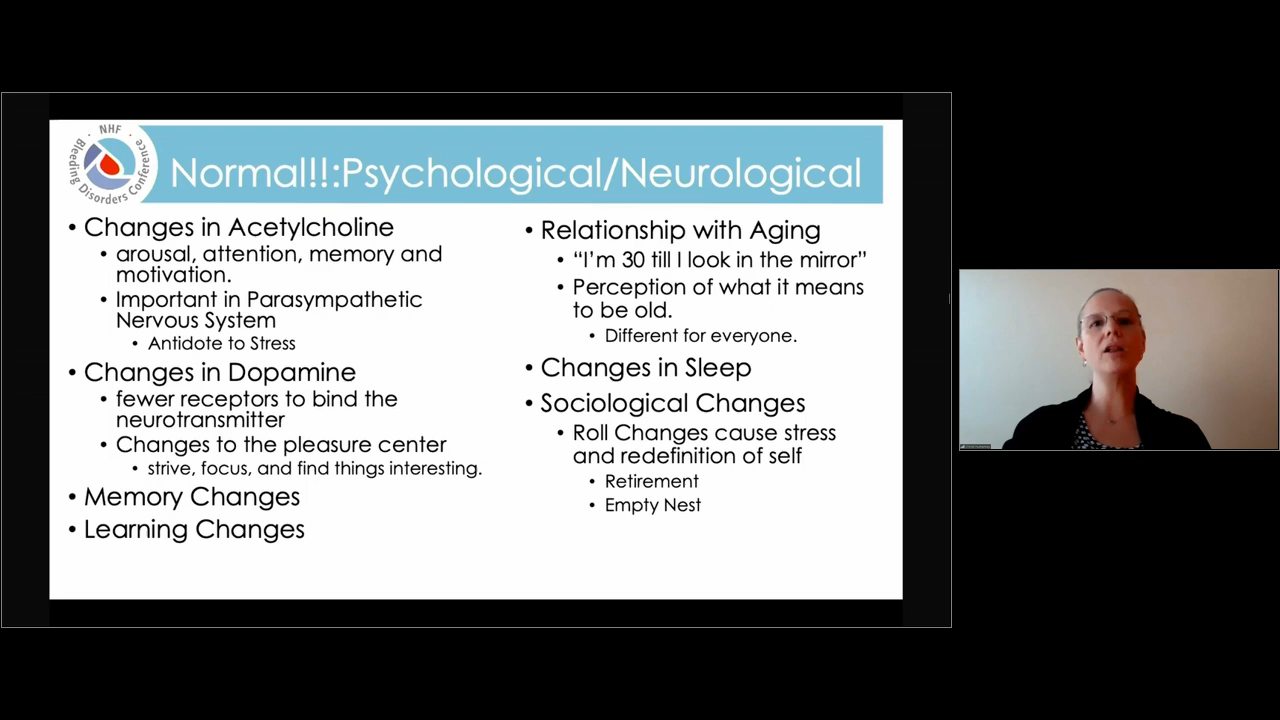 · NHF ·
Bleeding Disorders Conference
Normal!!:Psychological/Neurological
• Changes in Acetylcholine
• arousal, attention, memory and
motivation.
• Important in Parasympathetic
Nervous System
• Antidote to Stress
• Changes in Dopamine
• fewer receptors to bind the
neurotransmitter
• Changes to the pleasure center
• strive, focus, and find things interesting.
• Memory Changes
• Learning Changes
• Relationship with Aging
• “I’m 30 till I look in the mirror”
• Perception of what it means
to be old.
• Different for everyone.
• Changes in Sleep
• Sociological Changes
• Roll Changes cause stress
and redefinition of self
• Retirement
• Empty Nest